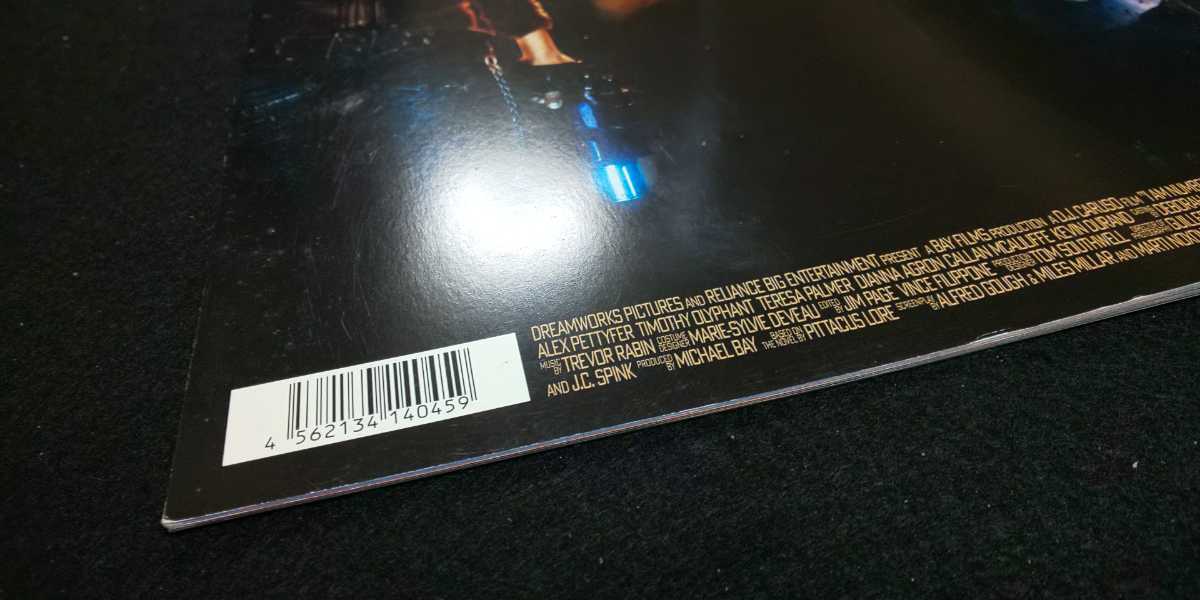 DREAMWORKS PICTURES AND RELIANCE BIG ENTERTAINMENT PRESENT A BAY FILMS PRODUCTION A D.J. CARUSO FILM "I AM NUMBER
ALEX PETTYFER TIMOTHY OLYPHANT TERESA PALMER DIANNA AGRON CALLAN MCAULIFFE KEVIN DURAND
MUSIC BY TREVOR RABIN COSTUME DESIGNER MARIE-SYLVIE DEVEAU EDITED BY JIM PAGE VINCE FILIPPONE PRODUCTION DESIGNER TOM SOUTHWELL
AND J.C. SPINK PRODUCED BY MICHAEL BAY BASED ON THE NOVEL BY PITTACUS LORE SCREENPLAY BY ALFRED GOUGH & MILES MILLAR AND MARTI NOXON
4 562134 140459